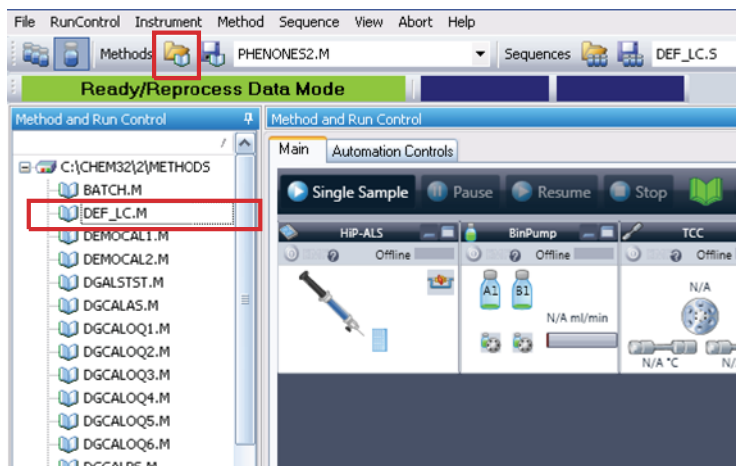 File RunControl Instrument Method Sequence View Abort Help
Methods PHENONES2.M Sequences DEF_LC.S
Ready/Reprocess Data Mode
Method and Run Control
C:\CHEM32\2\METHODS
BATCH.M
DEF_LC.M
DEMOCAL1.M
DEMOCAL2.M
DGALSTST.M
DGCALAS.M
DGCALOQ1.M
DGCALOQ2.M
DGCALOQ3.M
DGCALOQ4.M
DGCALOQ5.M
DGCALOQ6.M
Method and Run Control
Main Automation Controls
Single Sample Pause Resume Stop
HiP-ALS BinPump TCC
Offline Offline Offline
A1 B1 N/A
N/A ml/min
N/A °C N/